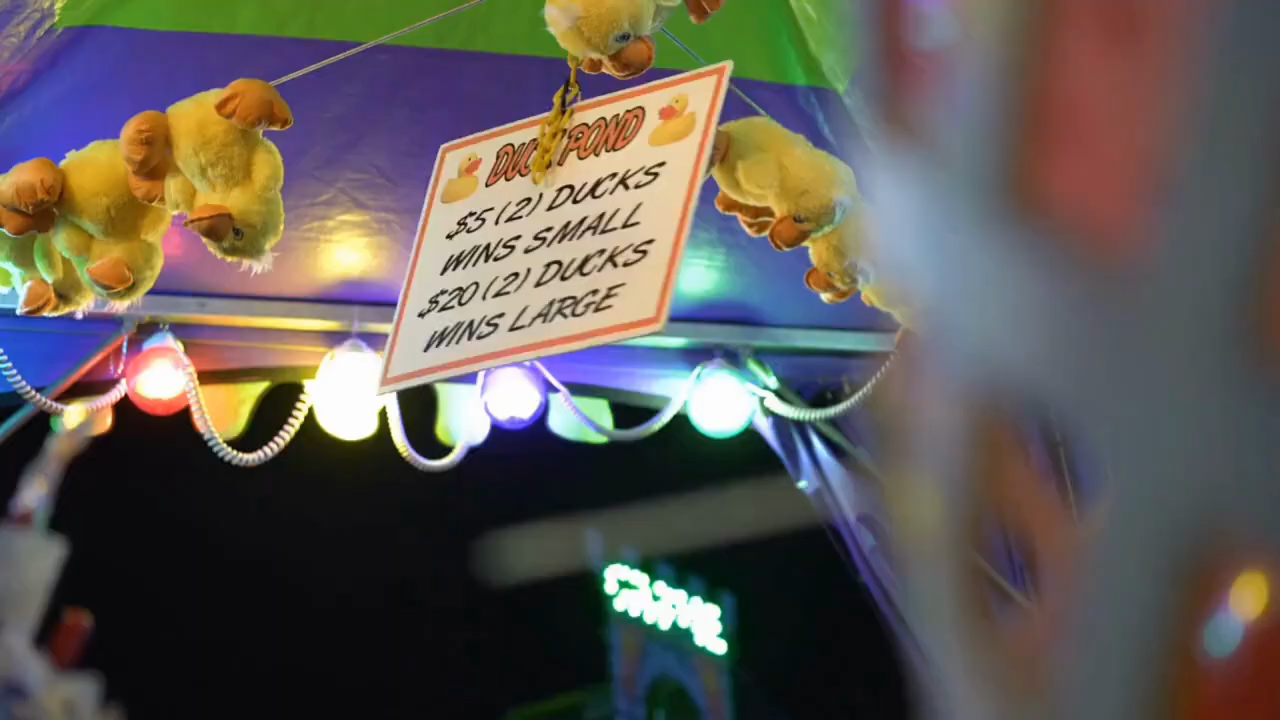 DUCK POND
$5 (2) DUCKS
WINS SMALL
$20 (2) DUCKS
WINS LARGE